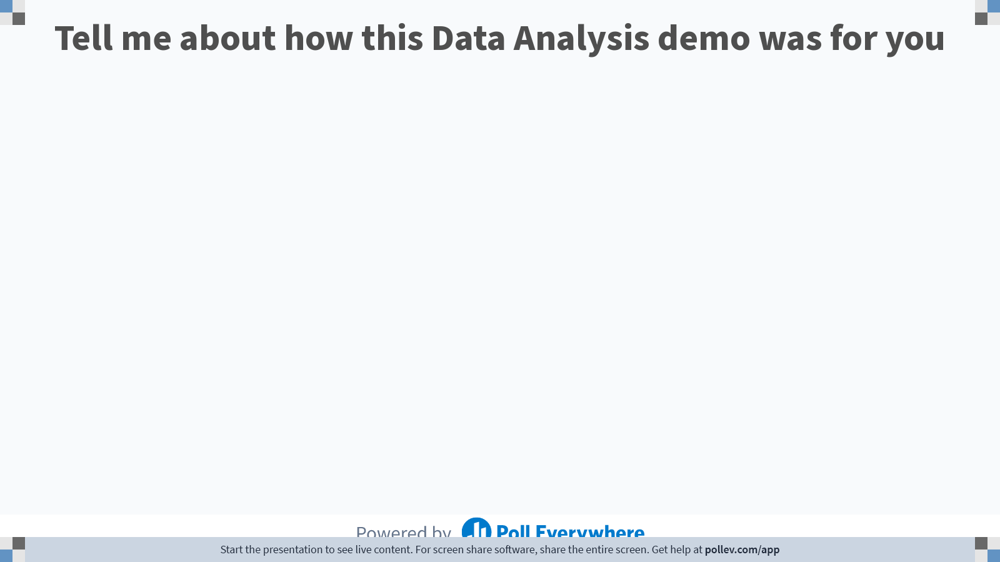 Tell me about how this Data Analysis demo was for you
Powered by Poll Everywhere
Start the presentation to see live content. For screen share software, share the entire screen. Get help at pollev.com/app